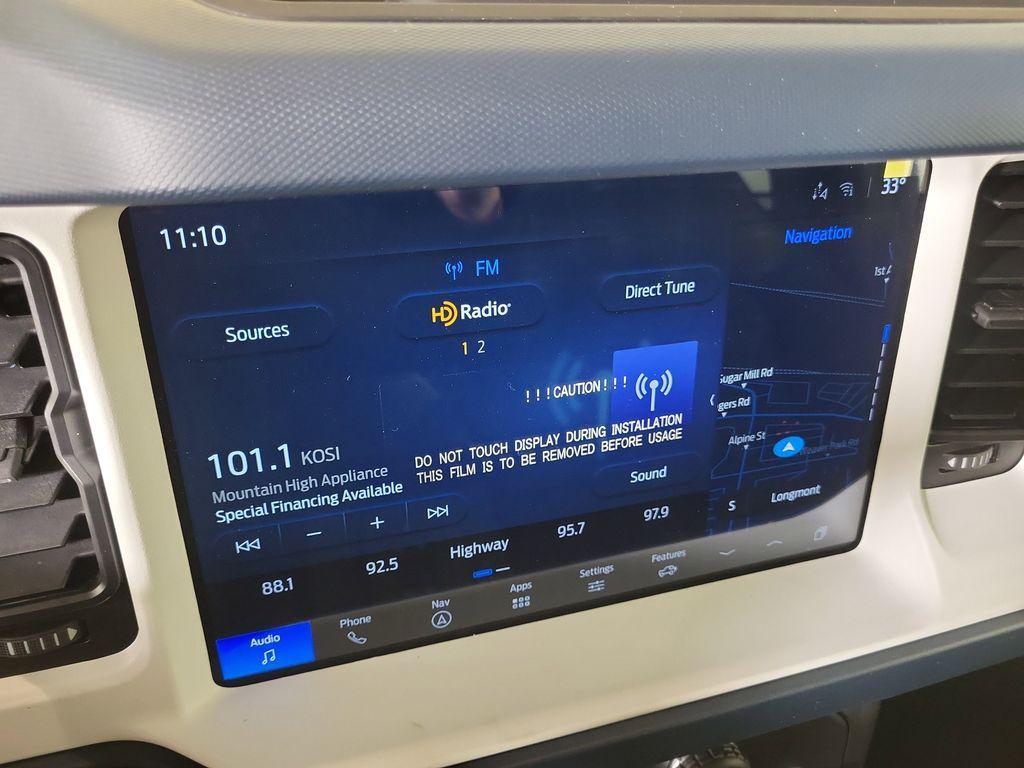 11:10
33°
FM
Navigation
Sources
HD Radio
Direct Tune
1 2
1st A
!!!CAUTION!!!
Sugar Mill Rd
gers Rd
Alpine St
101.1 KOSI
Mountain High Appliance
Special Financing Available
DO NOT TOUCH DISPLAY DURING INSTALLATION
THIS FILM IS TO BE REMOVED BEFORE USAGE
Sound
S
Longmont
88.1
92.5
Highway
95.7
97.9
Audio
Phone
Nav
Apps
Settings
Features